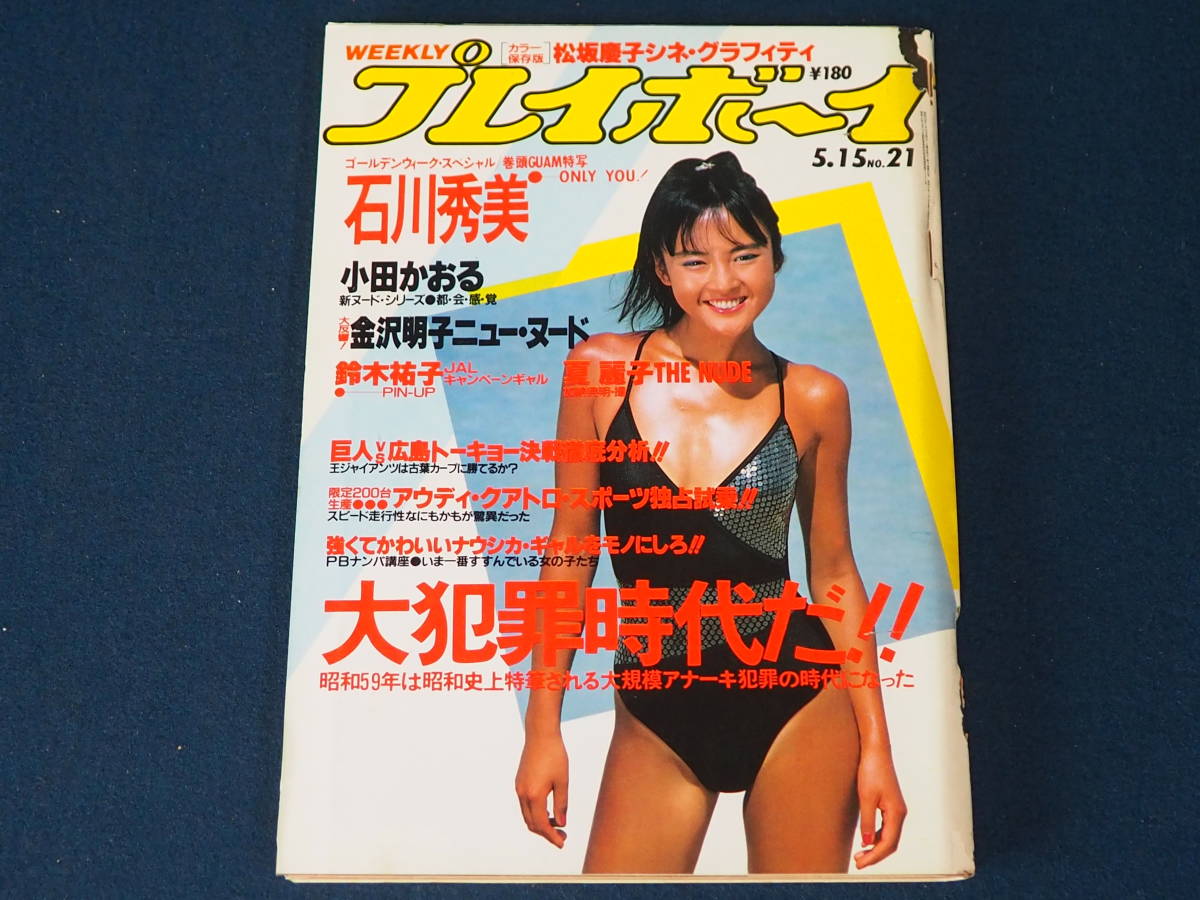 WEEKLY
[カラー保存版]松坂慶子シネ・グラフィティ
プレイボーイ
¥180
5.15 NO.21
ゴールデンウィーク・スペシャル/巻頭GUAM特写
●—ONLY YOU.!
石川秀美
小田かおる
新ヌード・シリーズ●都・会・感・覚
大反響!金沢明子ニュー・ヌード
鈴木祐子JALキャンペーンギャル
●—PIN-UP
夏 麗子THE NUDE
巨人VS広島トーキョー決戦徹底分析!!
王ジャイアンツは古葉カープに勝てるか?
限定200台生産●●●アウディ・クアトロ・スポーツ独占試乗!!
スピード走行性なにもかもが驚異だった
強くてかわいいナウシカ・ギャルをモノにしろ!!
PBナンパ講座●いま一番すすんでいる女の子たち
大犯罪時代だ!!
昭和59年は昭和史上特筆される大規模アナーキ犯罪の時代になった